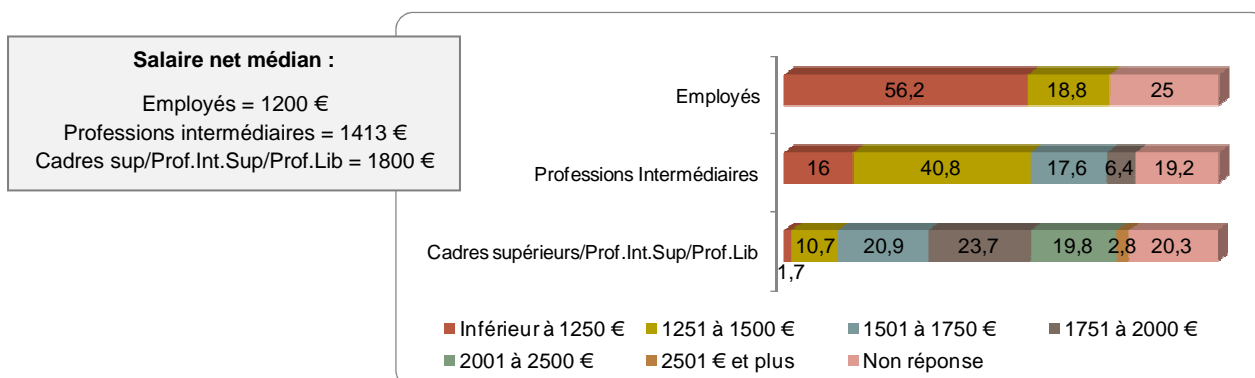 Salaire net médian :
Employés = 1200 €
Professions intermédiaires = 1413 €
Cadres sup/Prof.Int.Sup/Prof.Lib = 1800 €
Employés
56,2 18,8 25
Professions Intermédiaires
16 40,8 17,6 6,4 19,2
Cadres supérieurs/Prof.Int.Sup/Prof.Lib
1,7 10,7 20,9 23,7 19,8 2,8 20,3
Inférieur à 1250 € 1251 à 1500 € 1501 à 1750 € 1751 à 2000 €
2001 à 2500 € 2501 € et plus Non réponse